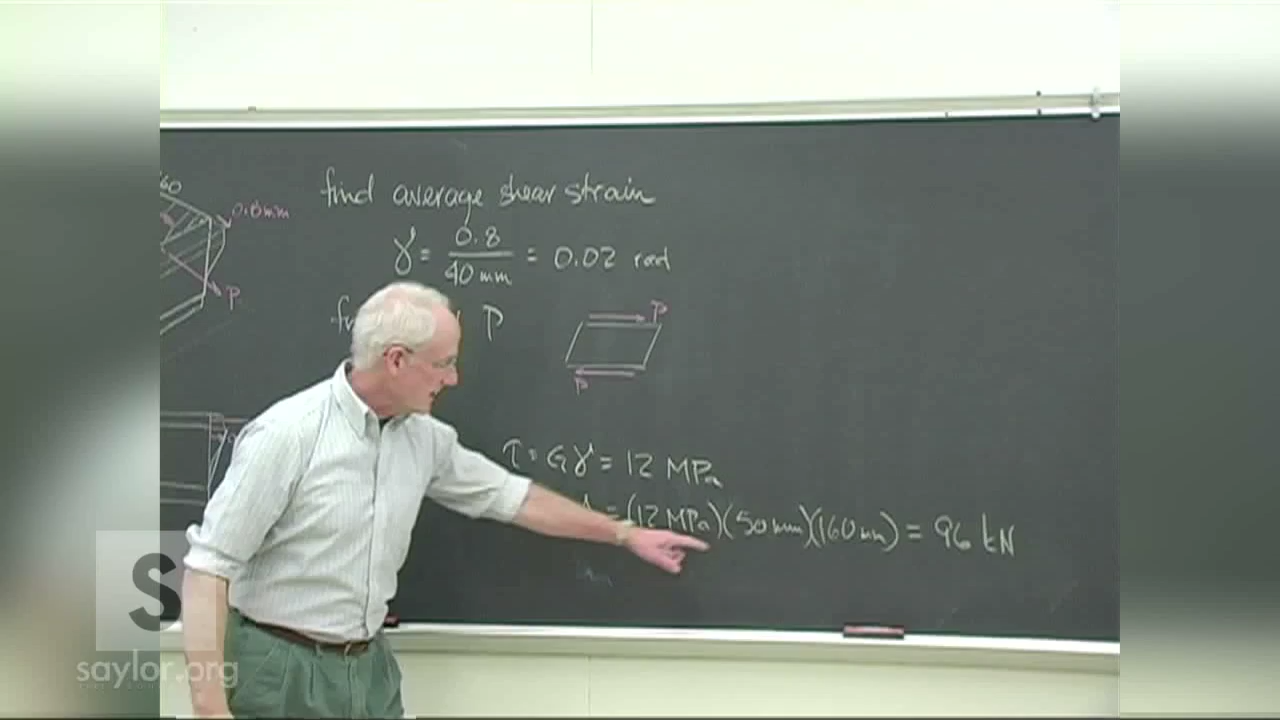 find average shear strain
0.8mm
γ = 0.8 / 40 mm = 0.02 rad
P
P
P
P
τ = Gγ = 12 MPa
= (12 MPa)(50 mm)(160 mm) = 96 kN
S
saylor.org